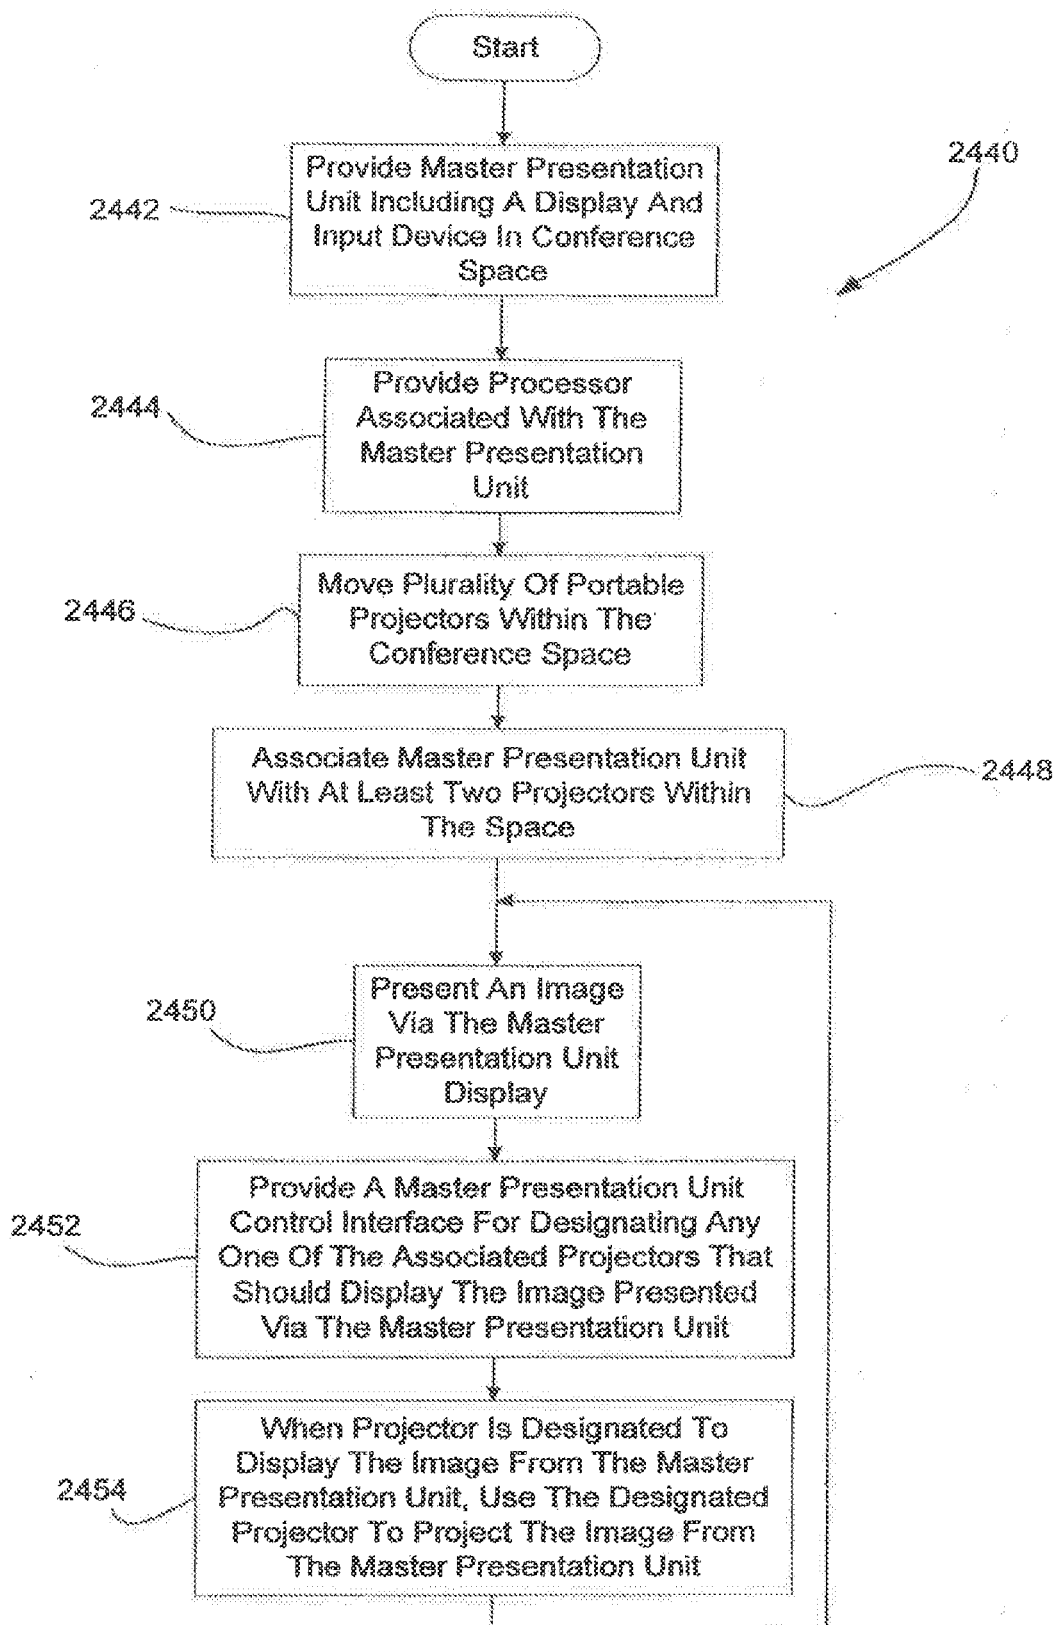 Start
2440
Provide Master Presentation
Unit Including A Display And
Input Device In Conference
Space
2442
Provide Processor
Associated With The
Master Presentation
Unit
2444
Move Plurality Of Portable
Projectors Within The
Conference Space
2446
Associate Master Presentation Unit
With At Least Two Projectors Within
The Space
2448
Present An Image
Via The Master
Presentation Unit
Display
2450
Provide A Master Presentation Unit
Control Interface For Designating Any
One Of The Associated Projectors That
Should Display The Image Presented
Via The Master Presentation Unit
2452
When Projector Is Designated To
Display The Image From The Master
Presentation Unit, Use The Designated
Projector To Project The Image From
The Master Presentation Unit
2454